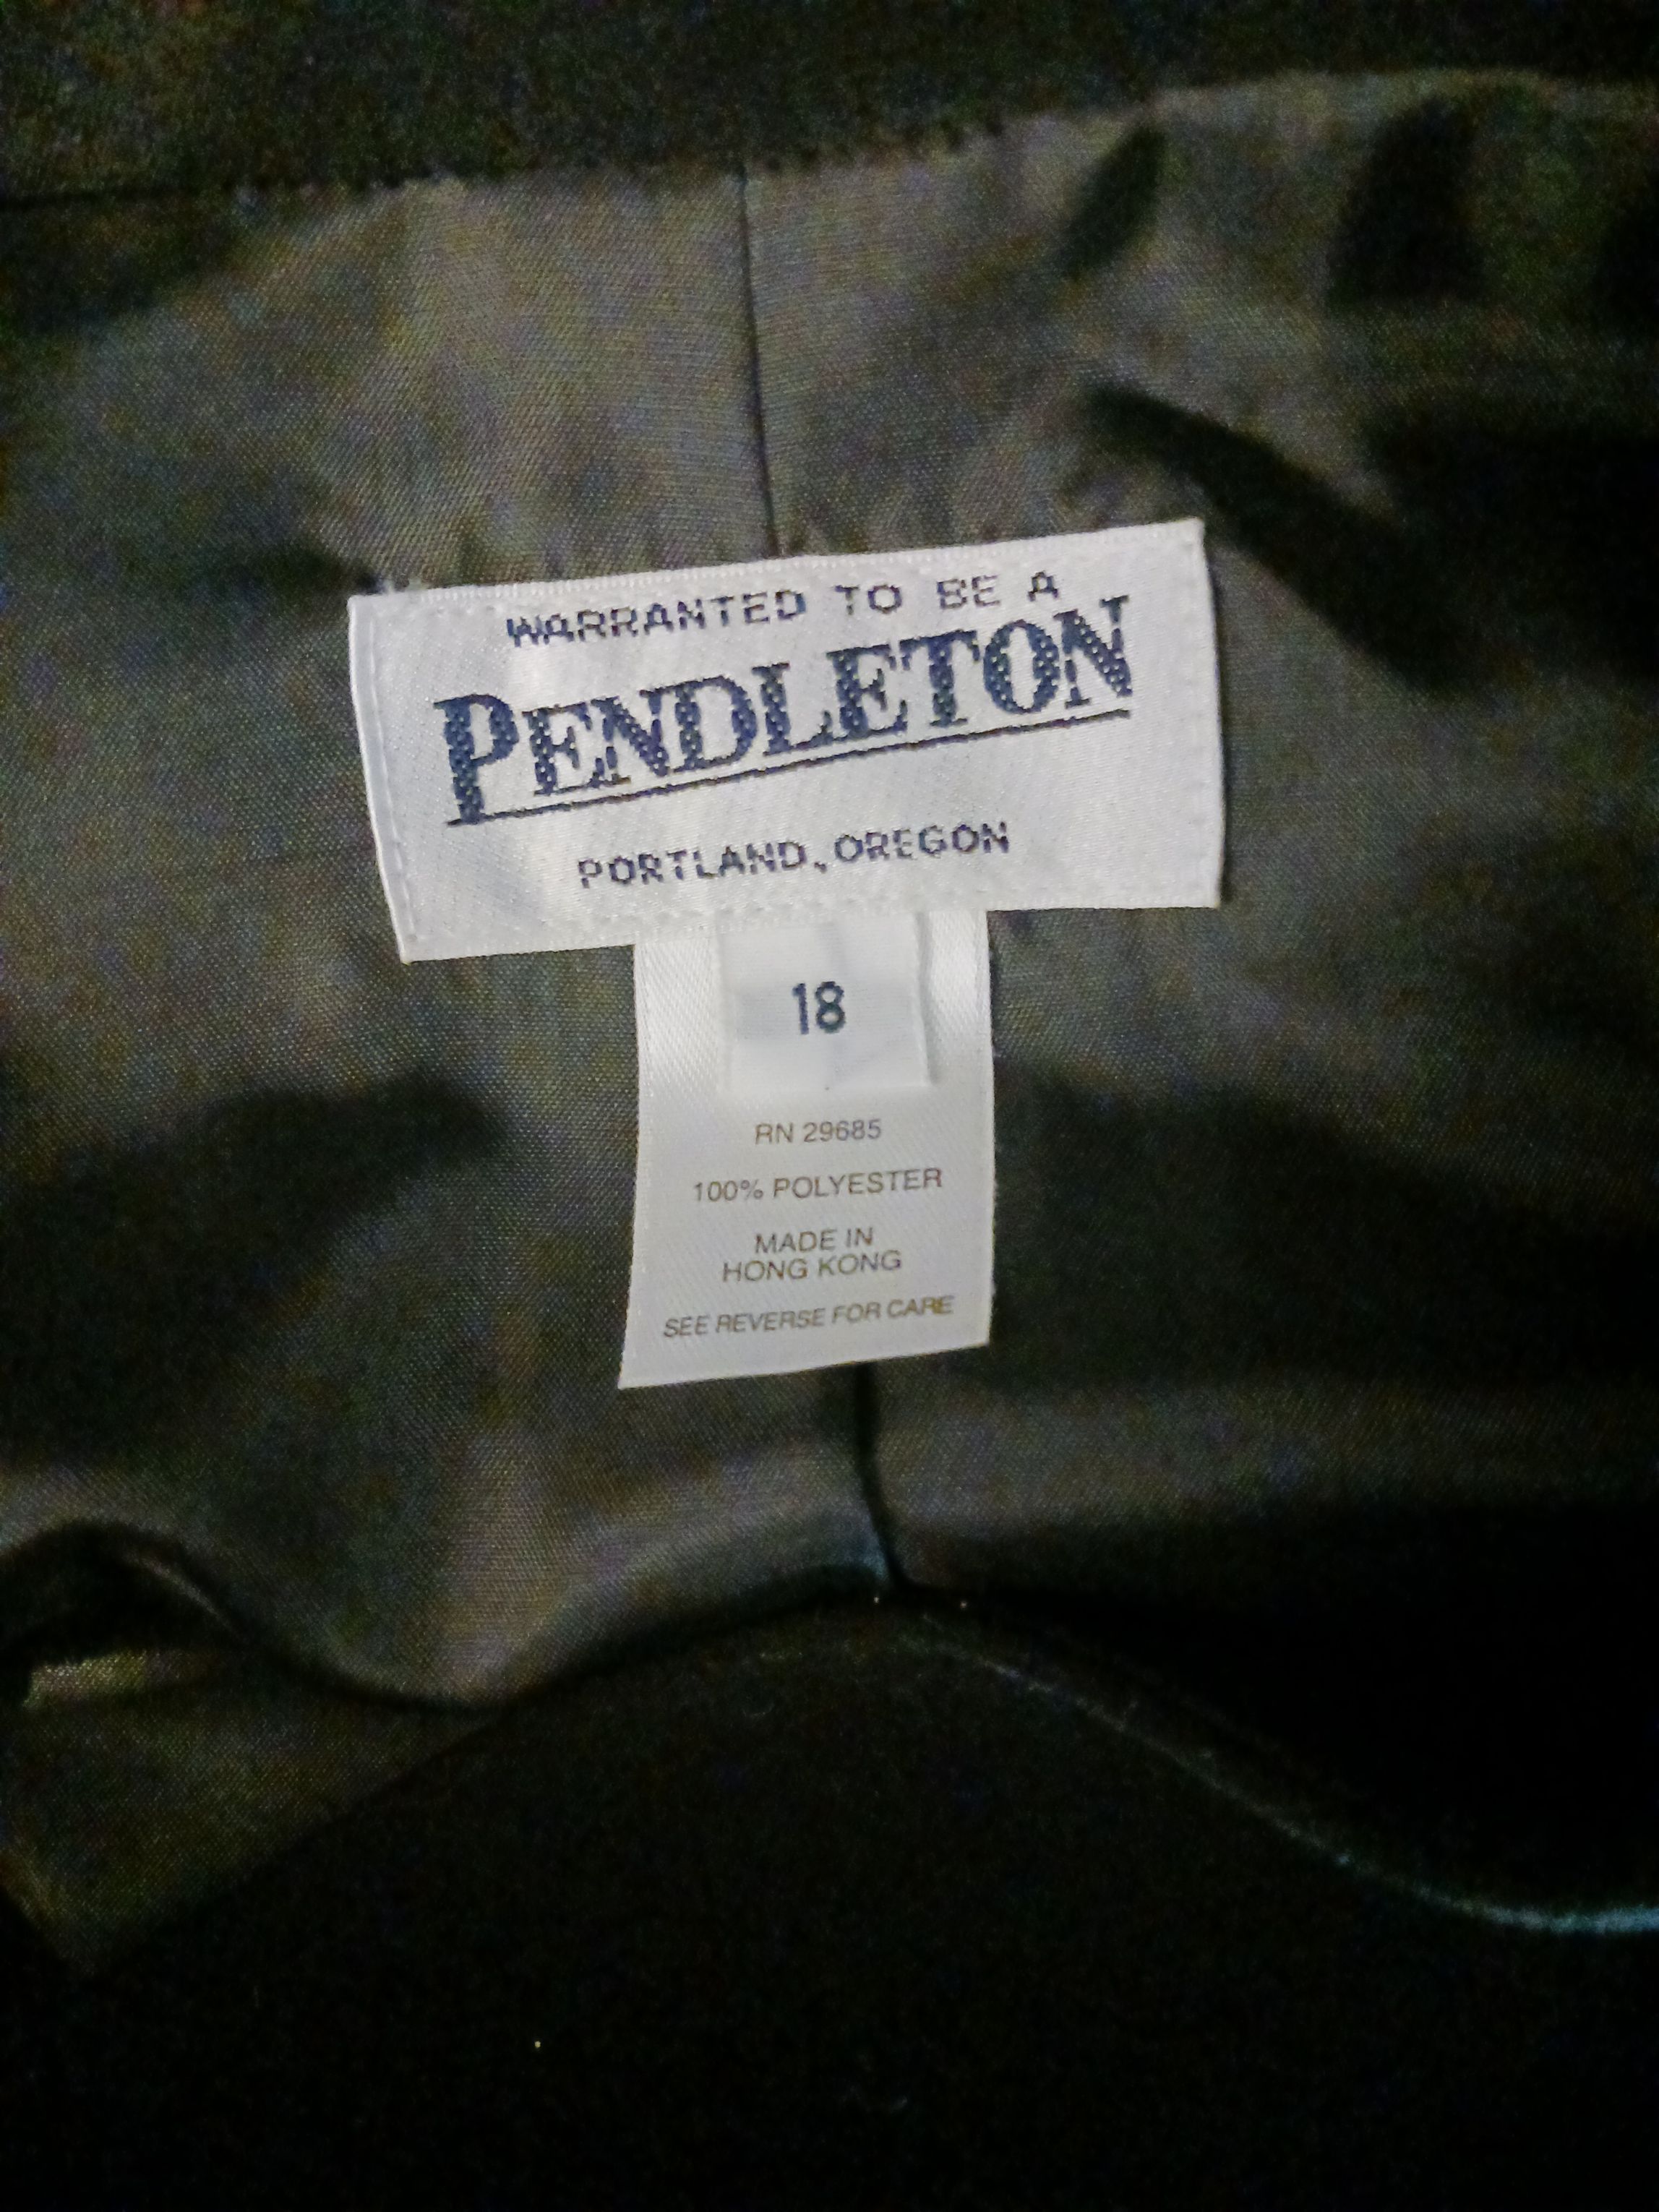 WARRANTED TO BE A
PENDLETON
PORTLAND, OREGON
18
RN 29685
100% POLYESTER
MADE IN
HONG KONG
SEE REVERSE FOR CARE